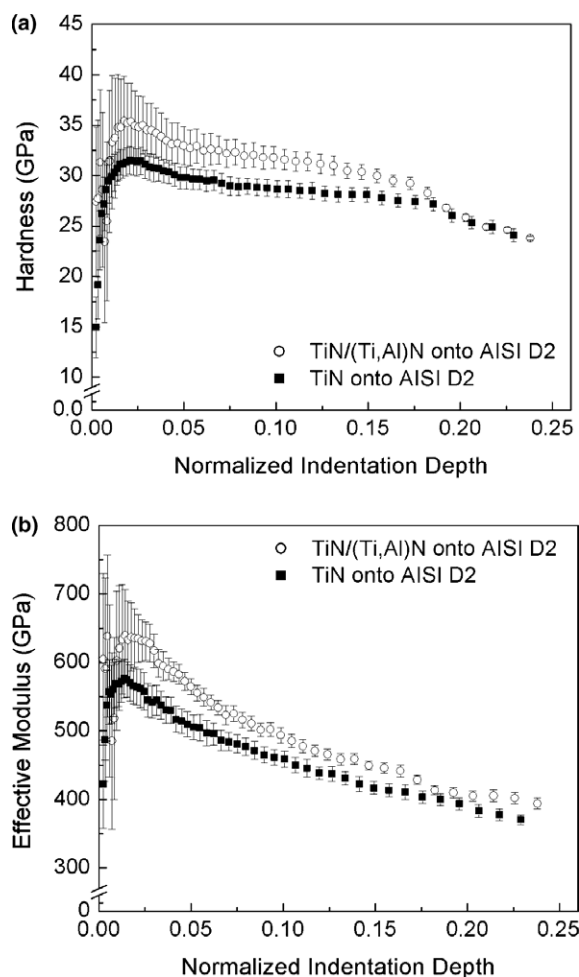 (a)
45
40
35
30
25
20
15
10
0.0
Hardness (GPa)
TiN/(Ti,Al)N onto AISI D2
TiN onto AISI D2
0.00 0.05 0.10 0.15 0.20 0.25
Normalized Indentation Depth
(b)
800
700
600
500
400
300
0
Effective Modulus (GPa)
TiN/(Ti,Al)N onto AISI D2
TiN onto AISI D2
0.00 0.05 0.10 0.15 0.20 0.25
Normalized Indentation Depth